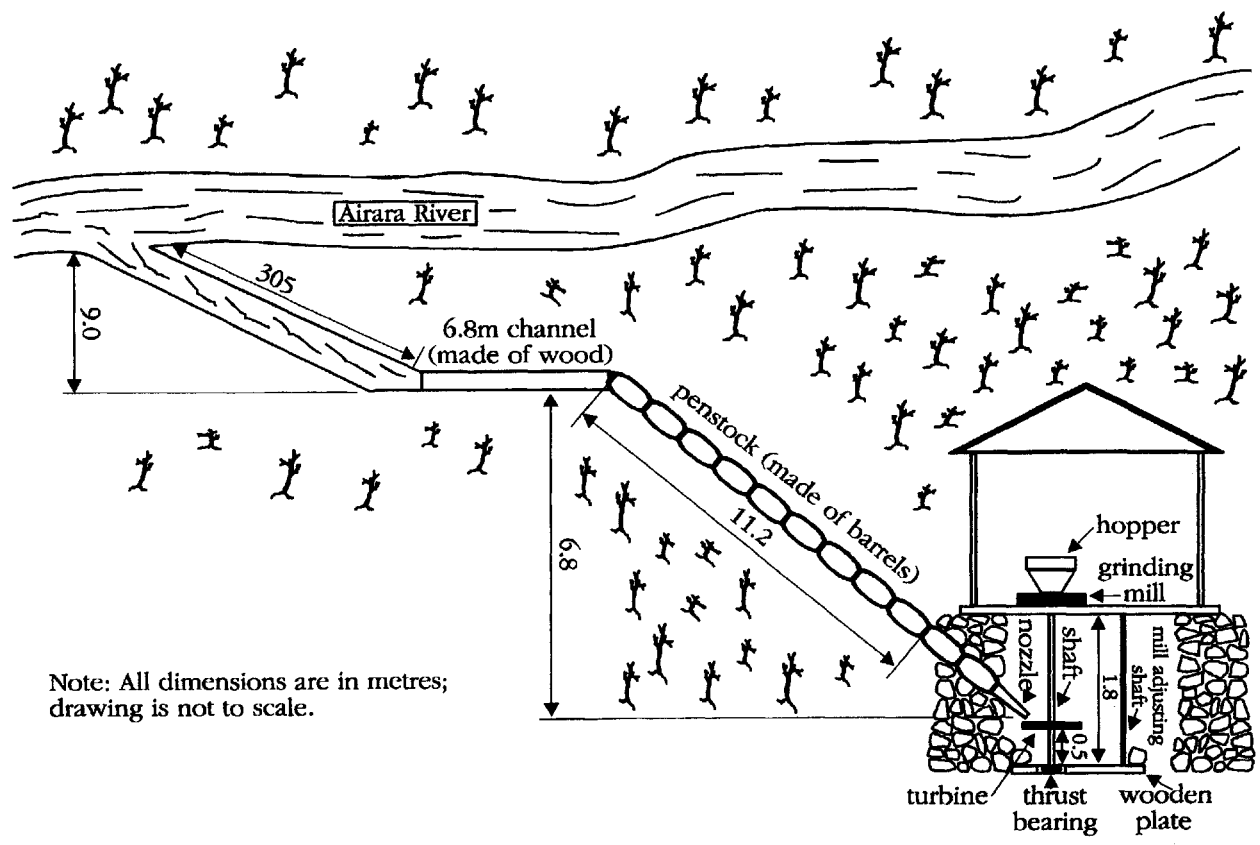 Airara River
305
9.0
6.8m channel
(made of wood)
penstock (made of barrels)
11.2
6.8
hopper
grinding
mill
nozzle
shaft
1.8
mill adjusting
shaft
0.5
Note: All dimensions are in metres;
drawing is not to scale.
turbine
thrust
bearing
wooden
plate